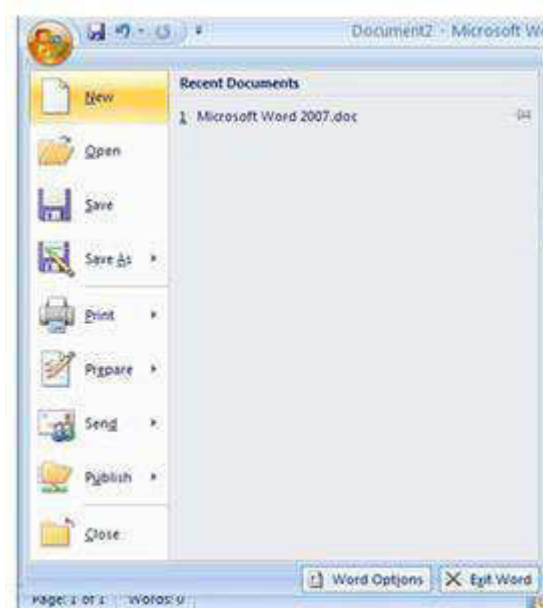 Document2 - Microsoft W
New
Recent Documents
1 Microsoft Word 2007.doc
Open
Save
Save As
Print
Prepare
Send
Publish
Close
Word Options
Exit Word
Page: 1 of 1 Words: 0